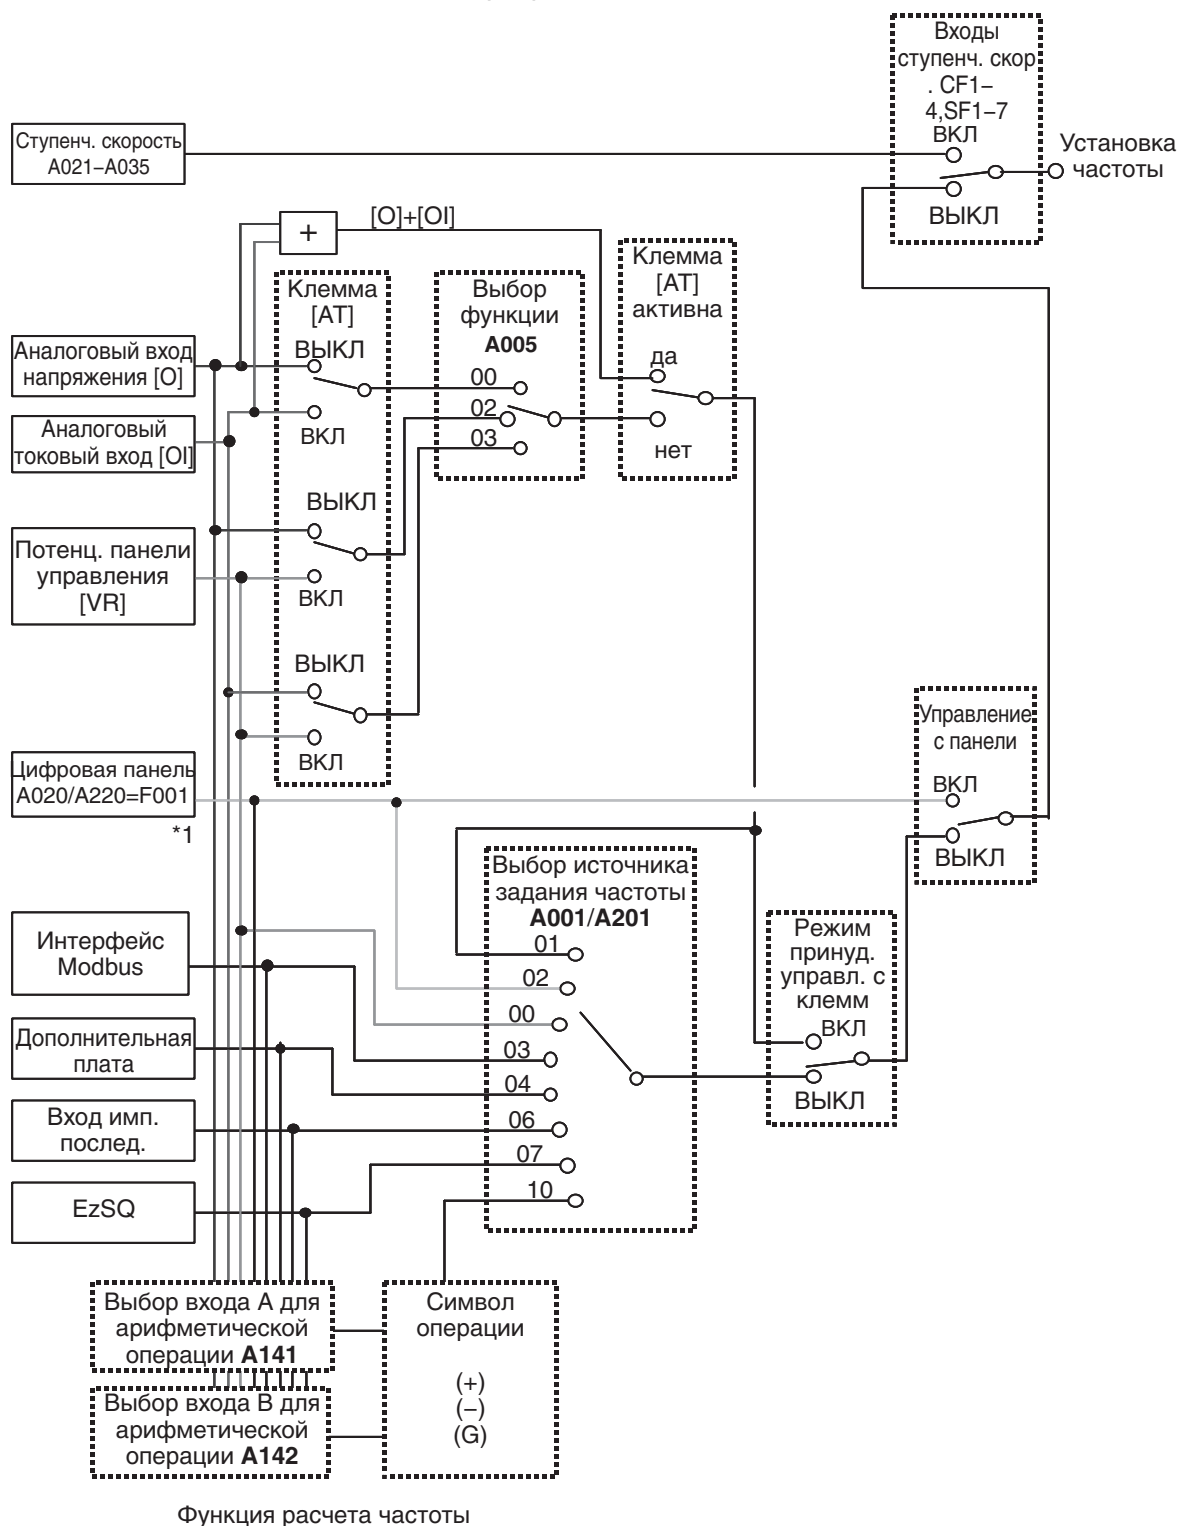 Входы
ступенч. скор
. CF1–
4,SF1–7
ВКЛ
ВЫКЛ
Установка
частоты
Ступенч. скорость
A021–A035
+
[O]+[OI]
Клемма
[AT]
ВЫКЛ
ВКЛ
ВЫКЛ
ВКЛ
ВЫКЛ
ВКЛ
Выбор
функции
A005
00
02
03
Клемма
[AT]
активна
да
нет
Аналоговый вход
напряжения [O]
Аналоговый
токовый вход [OI]
Потенц. панели
управления
[VR]
Цифровая панель
A020/A220=F001
*1
Управление
с панели
ВКЛ
ВЫКЛ
Выбор источника
задания частоты
A001/A201
01
02
00
03
04
06
07
10
Режим
принуд.
управл. с
клемм
ВКЛ
ВЫКЛ
Интерфейс
Modbus
Дополнительная
плата
Вход имп.
послед.
EzSQ
Выбор входа А для
арифметической
операции A141
Выбор входа В для
арифметической
операции A142
Символ
операции
(+)
(–)
(G)
Функция расчета частоты